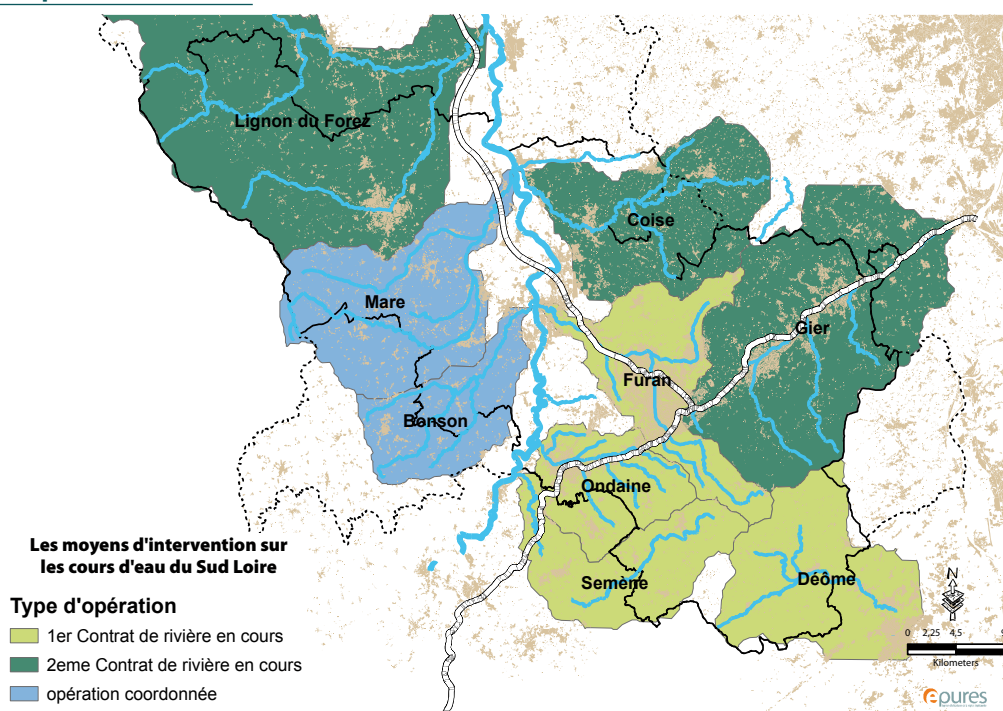 Lignon du Forez
Coise
Mare
Gier
Furan
Bonson
Ondaine
Semène
Déôme
Les moyens d'intervention sur
les cours d'eau du Sud Loire
Type d'opération
1er Contrat de rivière en cours
2eme Contrat de rivière en cours
opération coordonnée
N
0 2,25 4,5
Kilometers
epures